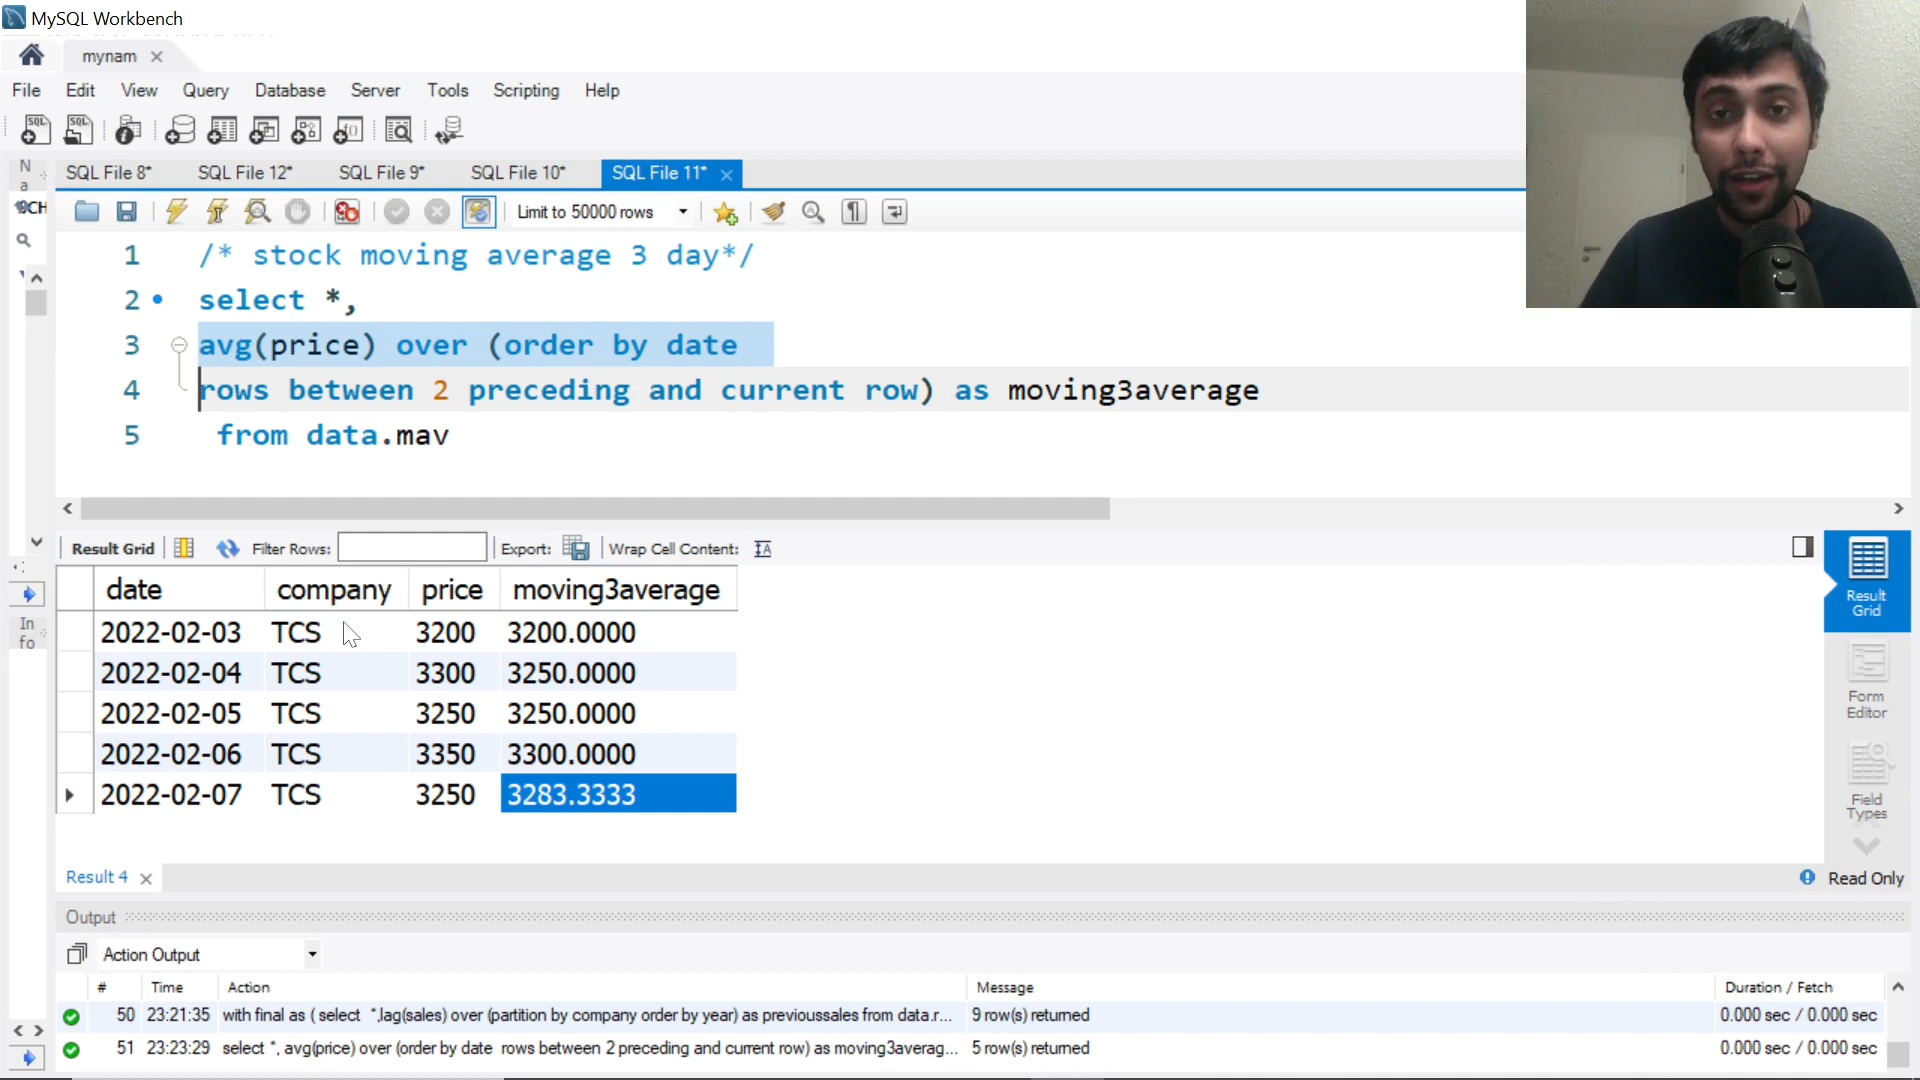 MySQL Workbench
mynam
File Edit View Query Database Server Tools Scripting Help
SQL File 8* SQL File 12* SQL File 9* SQL File 10* SQL File 11*
Na
SCH
Limit to 50000 rows
1 /* stock moving average 3 day*/
2 select *,
3 avg(price) over (order by date
4 rows between 2 preceding and current row) as moving3average
5 from data.mav
Result Grid Filter Rows: Export: Wrap Cell Content:
date company price moving3average
2022-02-03 TCS 3200 3200.0000
2022-02-04 TCS 3300 3250.0000
2022-02-05 TCS 3250 3250.0000
2022-02-06 TCS 3350 3300.0000
2022-02-07 TCS 3250 3283.3333
In
fo
Result
Grid
Form
Editor
Field
Types
Result 4
Read Only
Output
Action Output
# Time Action Message Duration / Fetch
50 23:21:35 with final as ( select *,lag(sales) over (partition by company order by year) as previoussales from data.r... 9 row(s) returned 0.000 sec / 0.000 sec
51 23:23:29 select *, avg(price) over (order by date rows between 2 preceding and current row) as moving3averag... 5 row(s) returned 0.000 sec / 0.000 sec